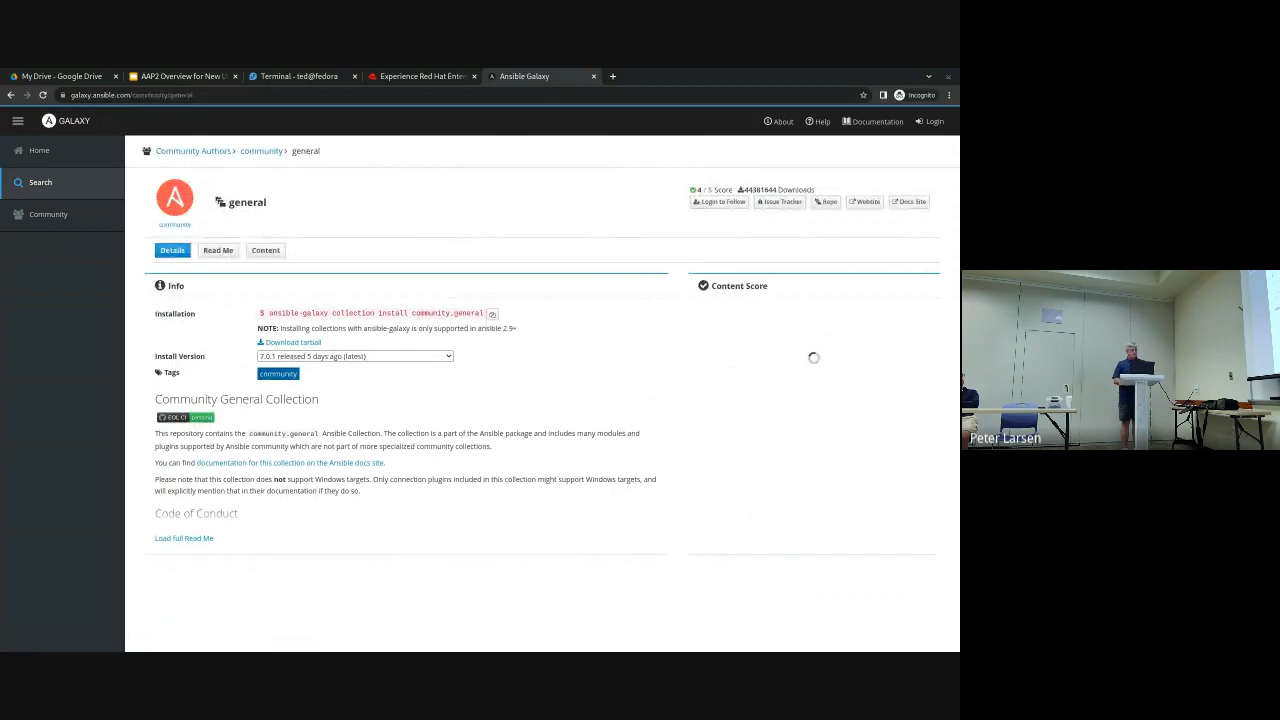 My Drive - Google Drive
AAP2 Overview for New U
Terminal - ted@fedora
Experience Red Hat Enter
Ansible Galaxy
galaxy.ansible.com/community/general
Incognito
GALAXY
About
Help
Documentation
Login
Home
Search
Community
Community Authors > community > general
community
general
4 / 5 Score 44381644 Downloads
Login to Follow
Issue Tracker
Repo
Website
Docs Site
Details
Read Me
Content
Info
Content Score
Installation
$ ansible-galaxy collection install community.general
NOTE: Installing collections with ansible-galaxy is only supported in ansible 2.9+
Download tarball
Install Version
7.0.1 released 5 days ago (latest)
Tags
community
Community General Collection
EOL CI passing
This repository contains the community.general Ansible Collection. The collection is a part of the Ansible package and includes many modules and
plugins supported by Ansible community which are not part of more specialized community collections.
You can find documentation for this collection on the Ansible docs site.
Please note that this collection does not support Windows targets. Only connection plugins included in this collection might support Windows targets, and
will explicitly mention that in their documentation if they do so.
Code of Conduct
Load full Read Me
Peter Larsen